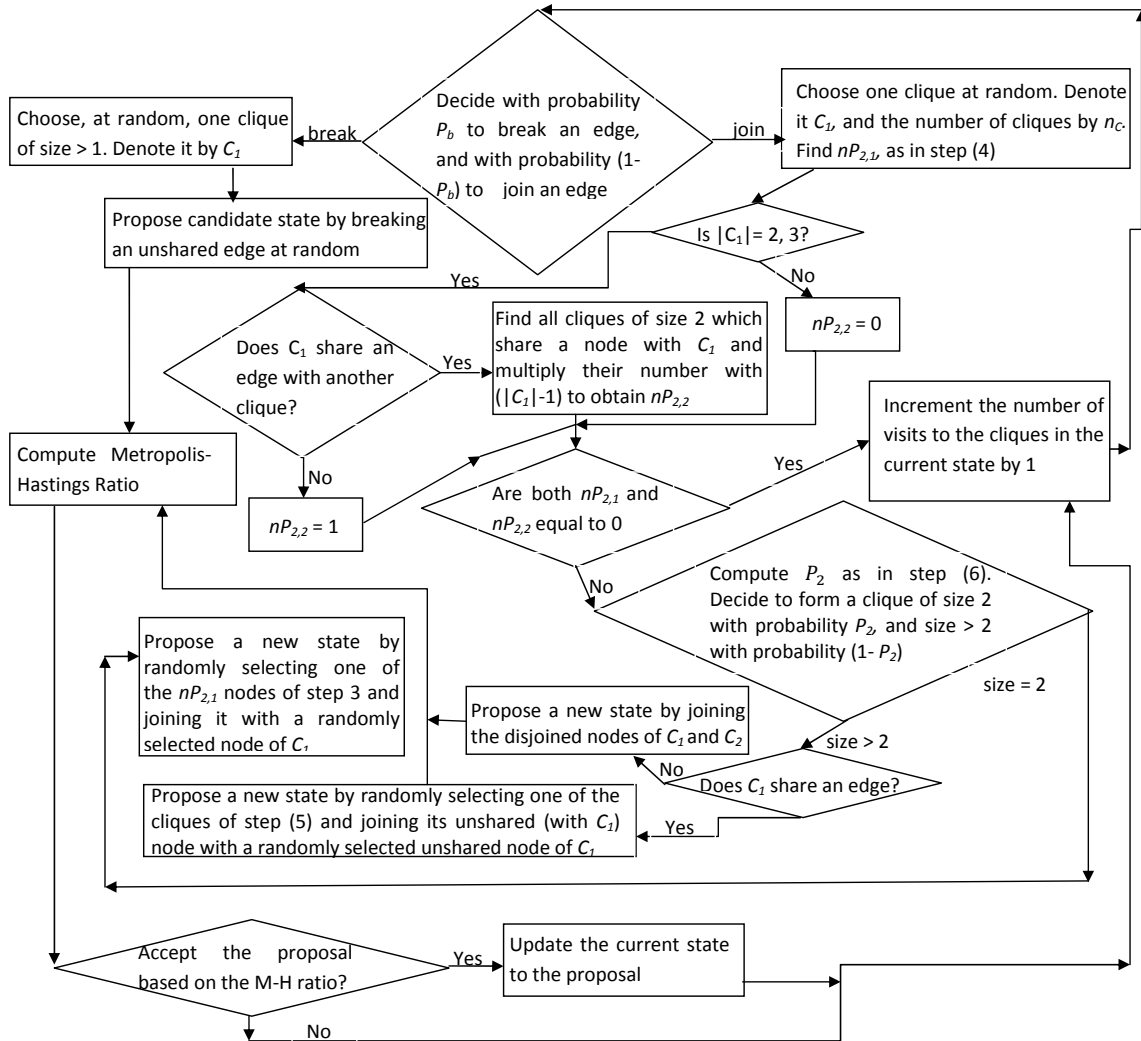 Decide with probability
P_b to break an edge,
and with probability (1-
P_b) to join an edge
break
join
Choose, at random, one clique
of size > 1. Denote it by C_1
Choose one clique at random. Denote
it C_1, and the number of cliques by n_C.
Find nP_2,1, as in step (4)
Propose candidate state by breaking
an unshared edge at random
Is |C_1|= 2, 3?
Yes
No
nP_2,2 = 0
Does C_1 share an
edge with another
clique?
Yes
Find all cliques of size 2 which
share a node with C_1 and
multiply their number with
(|C_1|-1) to obtain nP_2,2
No
nP_2,2 = 1
Compute Metropolis-
Hastings Ratio
Are both nP_2,1 and
nP_2,2 equal to 0
Yes
Increment the number of
visits to the cliques in the
current state by 1
No
Compute P_2 as in step (6).
Decide to form a clique of size 2
with probability P_2, and size > 2
with probability (1- P_2)
size = 2
size > 2
Propose a new state by
randomly selecting one of
the nP_2,1 nodes of step 3 and
joining it with a randomly
selected node of C_1
Propose a new state by joining
the disjoined nodes of C_1 and C_2
No
Does C_1 share an edge?
Yes
Propose a new state by randomly selecting one of the
cliques of step (5) and joining its unshared (with C_1)
node with a randomly selected unshared node of C_1
Accept the proposal
based on the M-H ratio?
Yes
Update the current state
to the proposal
No